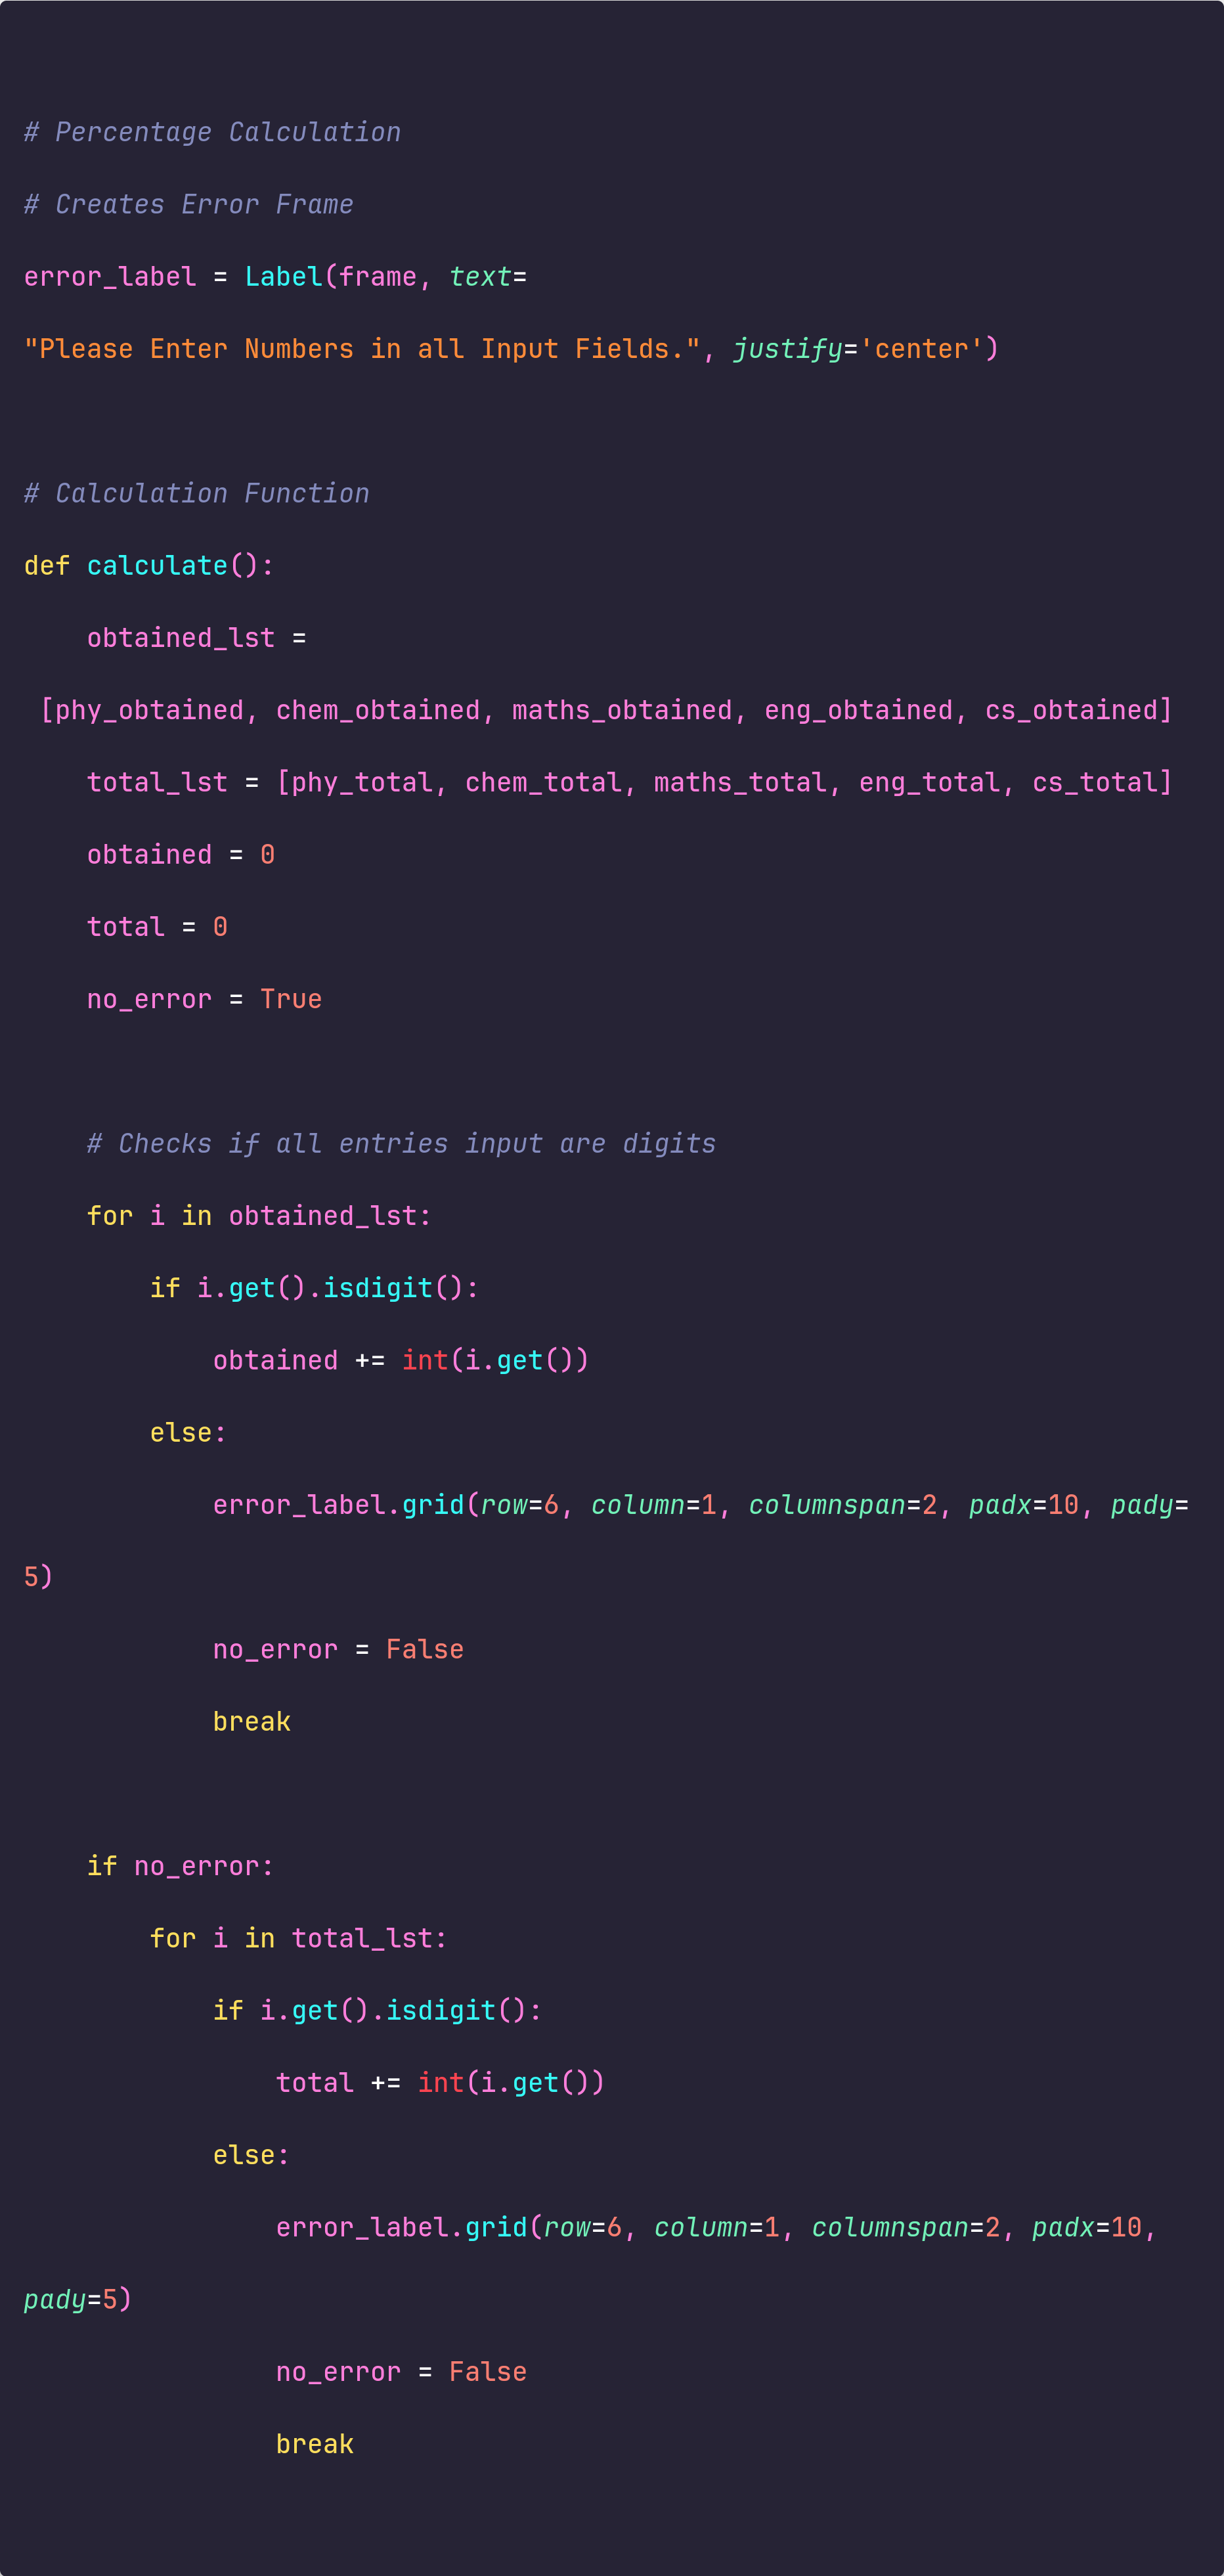 # Percentage Calculation
# Creates Error Frame
error_label = Label(frame, text=
"Please Enter Numbers in all Input Fields.", justify='center')
# Calculation Function
def calculate():
    obtained_lst =
 [phy_obtained, chem_obtained, maths_obtained, eng_obtained, cs_obtained]
    total_lst = [phy_total, chem_total, maths_total, eng_total, cs_total]
    obtained = 0
    total = 0
    no_error = True
    # Checks if all entries input are digits
    for i in obtained_lst:
        if i.get().isdigit():
            obtained += int(i.get())
        else:
            error_label.grid(row=6, column=1, columnspan=2, padx=10, pady=
5)
            no_error = False
            break
    if no_error:
        for i in total_lst:
            if i.get().isdigit():
                total += int(i.get())
            else:
                error_label.grid(row=6, column=1, columnspan=2, padx=10,
pady=5)
                no_error = False
                break